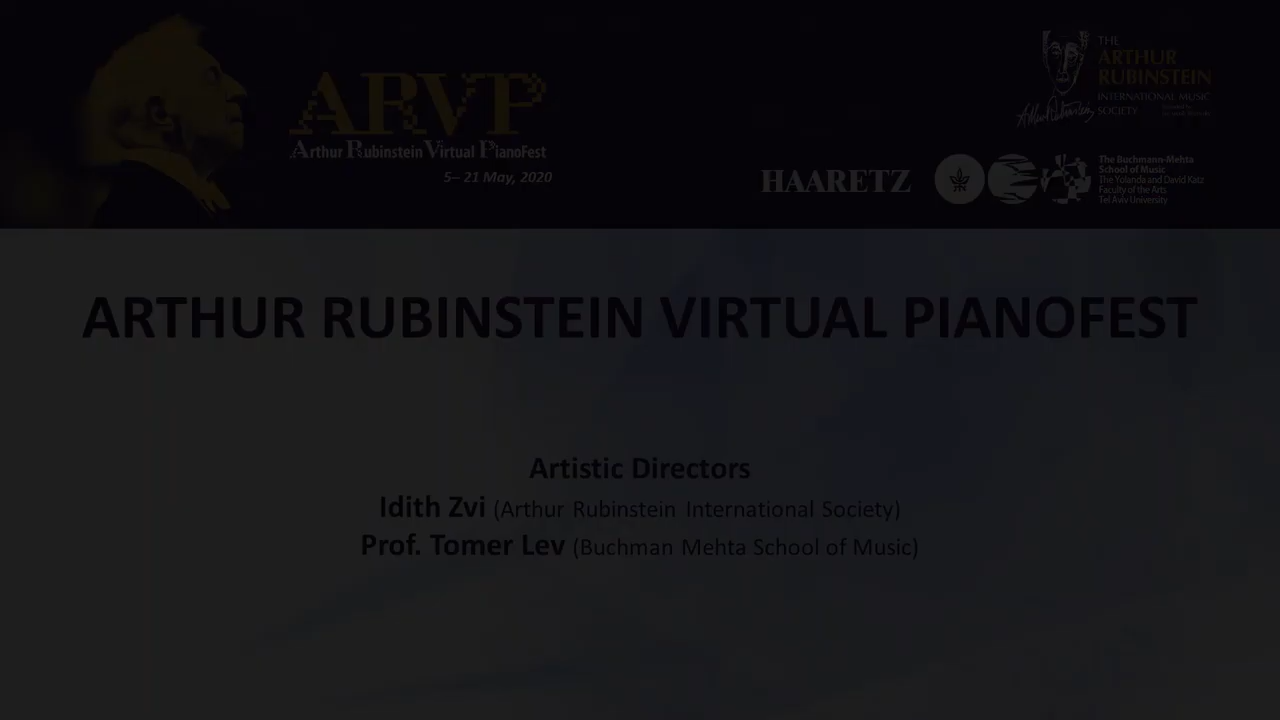 ARVP
Arthur Rubinstein Virtual PianoFest
5– 21 May, 2020
THE
ARTHUR
RUBINSTEIN
INTERNATIONAL MUSIC
SOCIETY
HAARETZ
The Buchmann-Mehta
School of Music
The Yolanda and David Katz
Faculty of the Arts
Tel Aviv University
ARTHUR RUBINSTEIN VIRTUAL PIANOFEST
Artistic Directors
Idith Zvi (Arthur Rubinstein International Society)
Prof. Tomer Lev (Buchman Mehta School of Music)